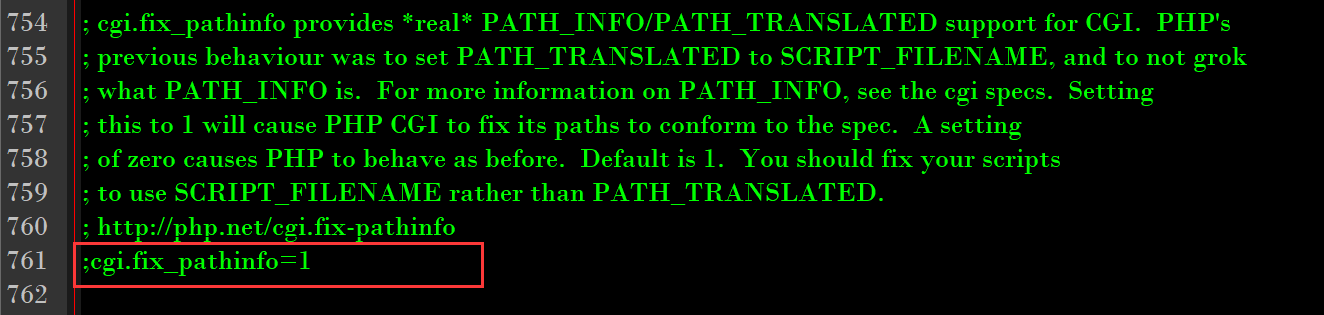 754 ; cgi.fix_pathinfo provides *real* PATH_INFO/PATH_TRANSLATED support for CGI.  PHP's
755 ; previous behaviour was to set PATH_TRANSLATED to SCRIPT_FILENAME, and to not grok
756 ; what PATH_INFO is.  For more information on PATH_INFO, see the cgi specs.  Setting
757 ; this to 1 will cause PHP CGI to fix its paths to conform to the spec.  A setting
758 ; of zero causes PHP to behave as before.  Default is 1.  You should fix your scripts
759 ; to use SCRIPT_FILENAME rather than PATH_TRANSLATED.
760 ; http://php.net/cgi.fix-pathinfo
761 ;cgi.fix_pathinfo=1
762